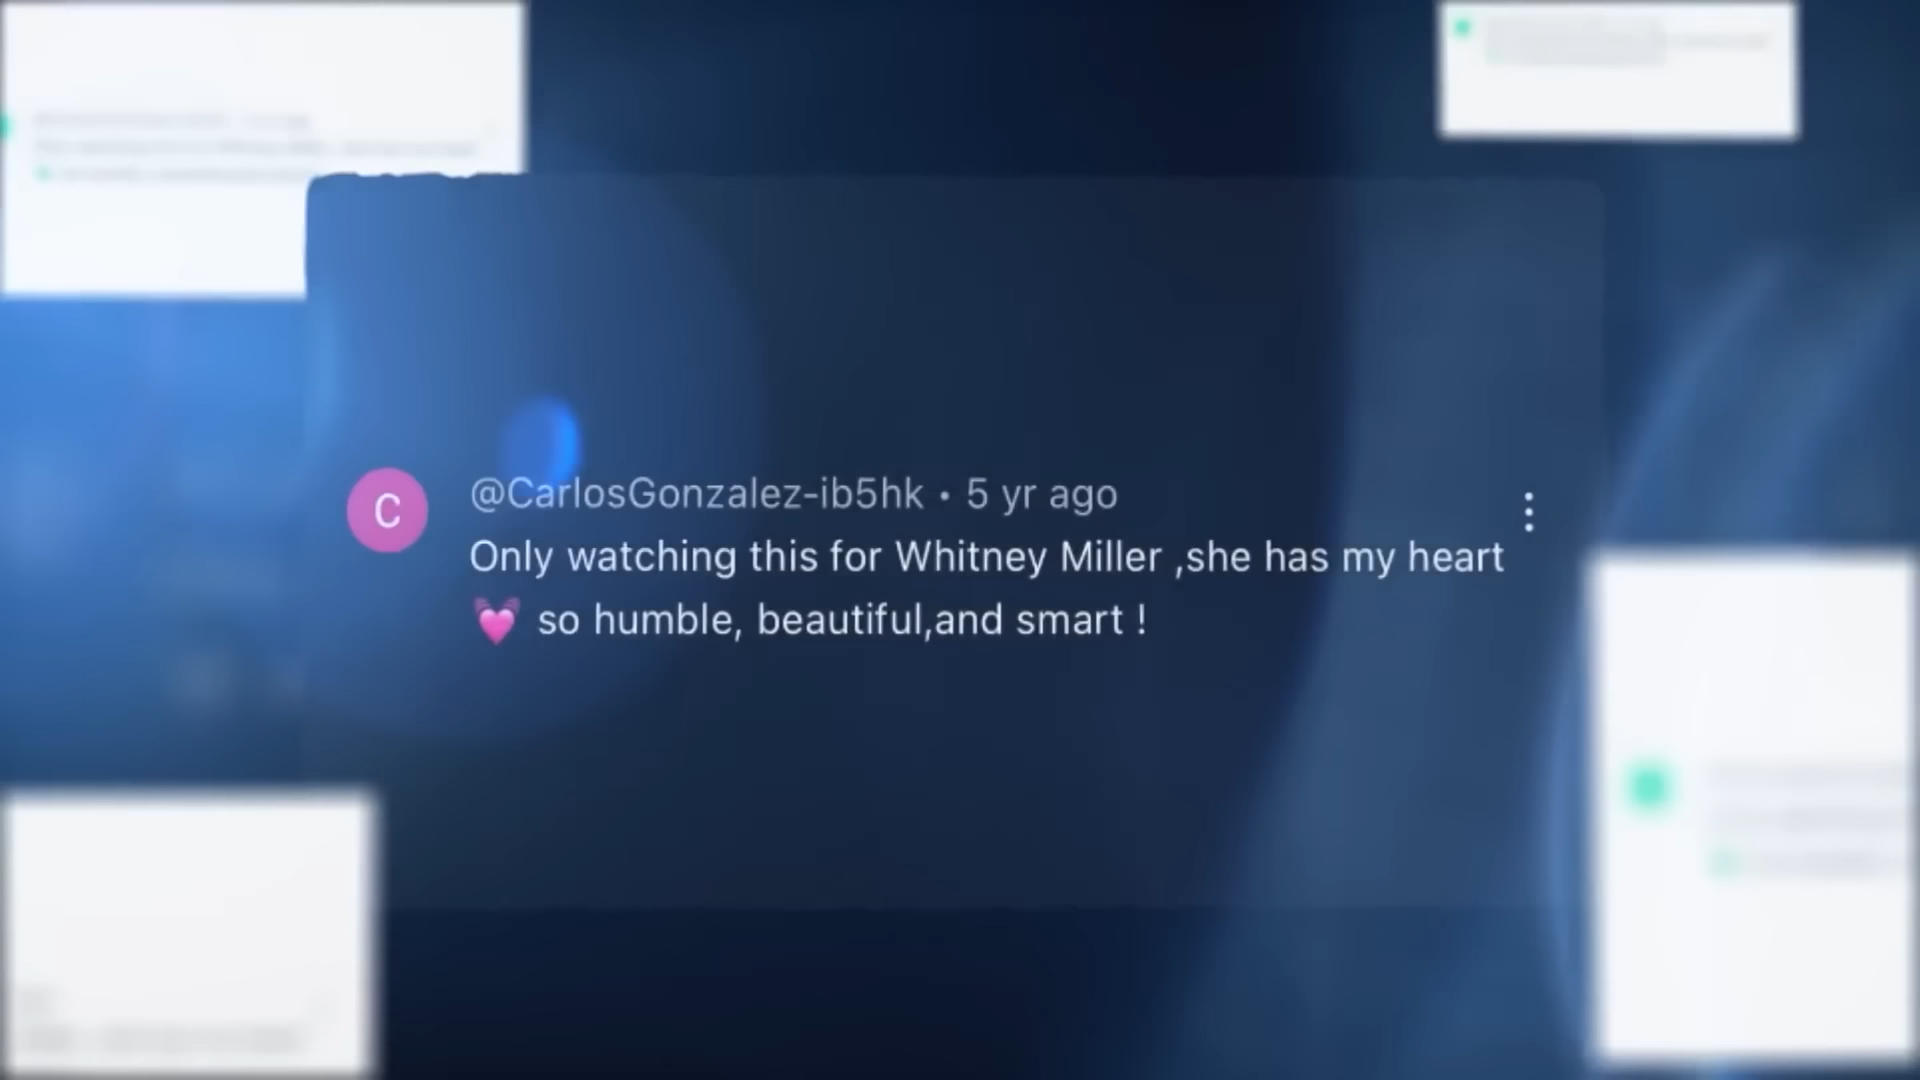 C
@CarlosGonzalez-ib5hk • 5 yr ago
Only watching this for Whitney Miller ,she has my heart
💓 so humble, beautiful,and smart !